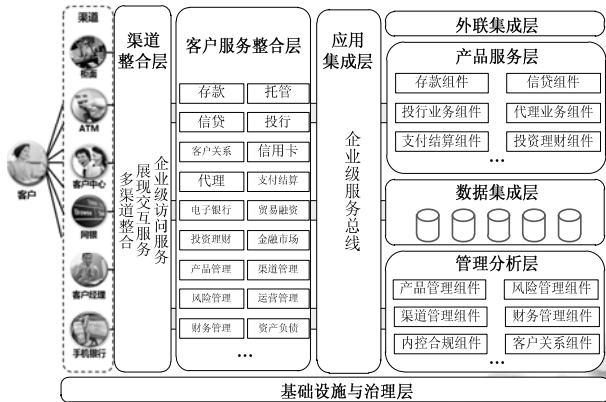 渠道
柜面
ATM
客户中心
网银
客户经理
手机银行
客户
渠道
整合层
企业级访问服务
展现交互服务
多渠道整合
客户服务整合层
存款
托管
信贷
投行
客户关系
信用卡
代理
支付结算
电子银行
贸易融资
投资理财
金融市场
产品管理
渠道管理
风险管理
运营管理
财务管理
资产负债
…
应用
集成层
企业级服务总线
外联集成层
产品服务层
存款组件
信贷组件
投行业务组件
代理业务组件
支付结算组件
投资理财组件
…
数据集成层
管理分析层
产品管理组件
风险管理组件
渠道管理组件
财务管理组件
内控合规组件
客户关系组件
…
基础设施与治理层